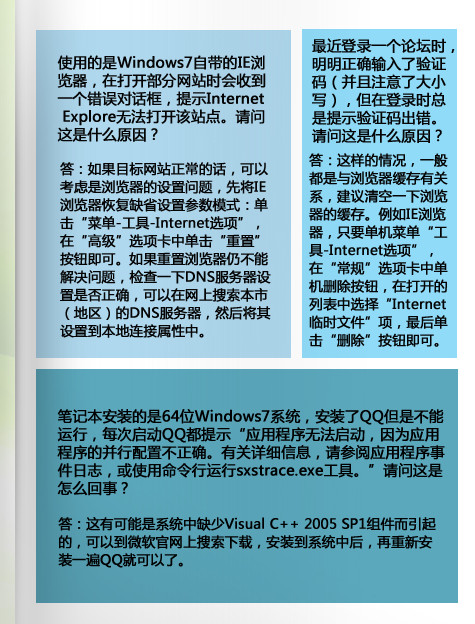 使用的是Windows7自带的IE浏
览器，在打开部分网站时会收到
一个错误对话框，提示Internet
Explore无法打开该站点。请问
这是什么原因？
答：如果目标网站正常的话，可以
考虑是浏览器的设置问题，先将IE
浏览器恢复缺省设置参数模式：单
击“菜单-工具-Internet选项”，
在“高级”选项卡中单击“重置”
按钮即可。如果重置浏览器仍不能
解决问题，检查一下DNS服务器设
置是否正确，可以在网上搜索本市
（地区）的DNS服务器，然后将其
设置到本地连接属性中。
最近登录一个论坛时，
明明正确输入了验证
码（并且注意了大小
写），但在登录时总
是提示验证码出错。
请问这是什么原因？
答：这样的情况，一般
都是与浏览器缓存有关
系，建议清空一下浏览
器的缓存。例如IE浏览
器，只要单机菜单“工
具-Internet选项”，
在“常规”选项卡中单
机删除按钮，在打开的
列表中选择“Internet
临时文件”项，最后单
击“删除”按钮即可。
笔记本安装的是64位Windows7系统，安装了QQ但是不能
运行，每次启动QQ都提示“应用程序无法启动，因为应用
程序的并行配置不正确。有关详细信息，请参阅应用程序事
件日志，或使用命令行运行sxstrace.exe工具。”请问这是
怎么回事？
答：这有可能是系统中缺少Visual C++ 2005 SP1组件而引起
的，可以到微软官网上搜索下载，安装到系统中后，再重新安
装一遍QQ就可以了。